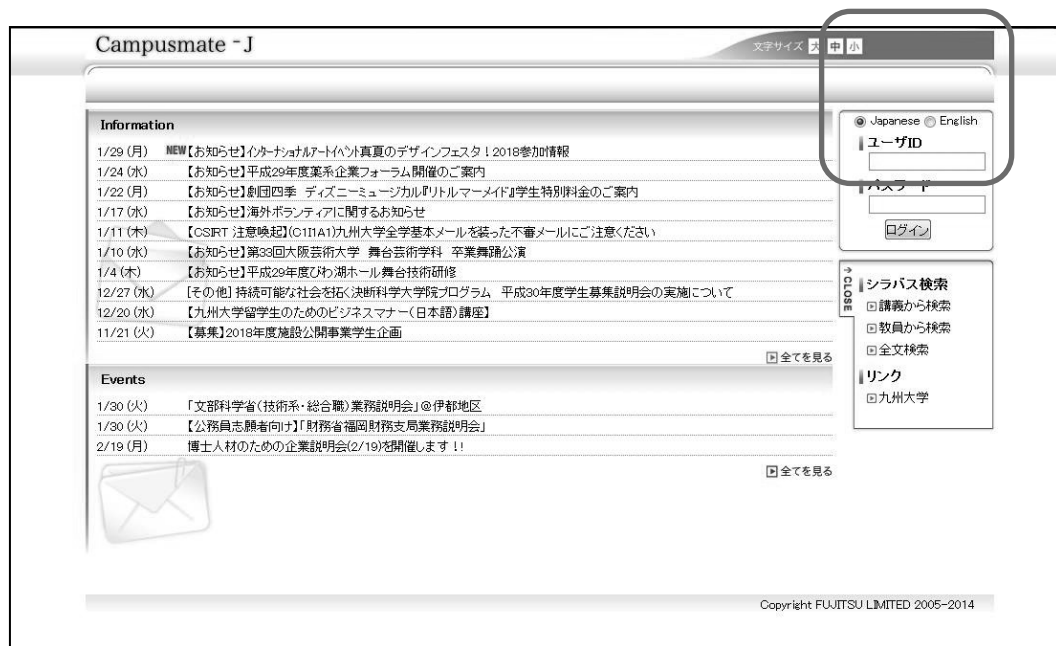 Campusmate -J
文字サイズ 大 中 小
Information
1/29 (月) NEW【お知らせ】インターナショナルアートイベント真夏のデザインフェスタ!2018参加情報
1/24 (水) 【お知らせ】平成29年度薬系企業フォーラム開催のご案内
1/22 (月) 【お知らせ】劇団四季 ディズニーミュージカル『リトルマーメイド』学生特別料金のご案内
1/17 (水) 【お知らせ】海外ボランティアに関するお知らせ
1/11 (木) 【CSIRT 注意喚起】(C1I1A1)九州大学全学基本メールを装った不審メールにご注意ください
1/10 (水) 【お知らせ】第33回大阪芸術大学 舞台芸術学科 卒業舞踊公演
1/4 (木) 【お知らせ】平成29年度びわ湖ホール舞台技術研修
12/27 (水) [その他] 持続可能な社会を拓く決断科学大学院プログラム 平成30年度学生募集説明会の実施について
12/20 (水) 【九州大学留学生のためのビジネスマナー(日本語)講座】
11/21 (火) 【募集】2018年度施設公開事業学生企画
全てを見る
Events
1/30 (火) 「文部科学省(技術系・総合職)業務説明会」@伊都地区
1/30 (火) 【公務員志願者向け】「財務省福岡財務支局業務説明会」
2/19 (月) 博士人材のための企業説明会(2/19)を開催します!!
全てを見る
Japanese English
ユーザID
パスワード
ログイン
CLOSE
シラバス検索
講義から検索
教員から検索
全文検索
リンク
九州大学
Copyright FUJITSU LIMITED 2005-2014